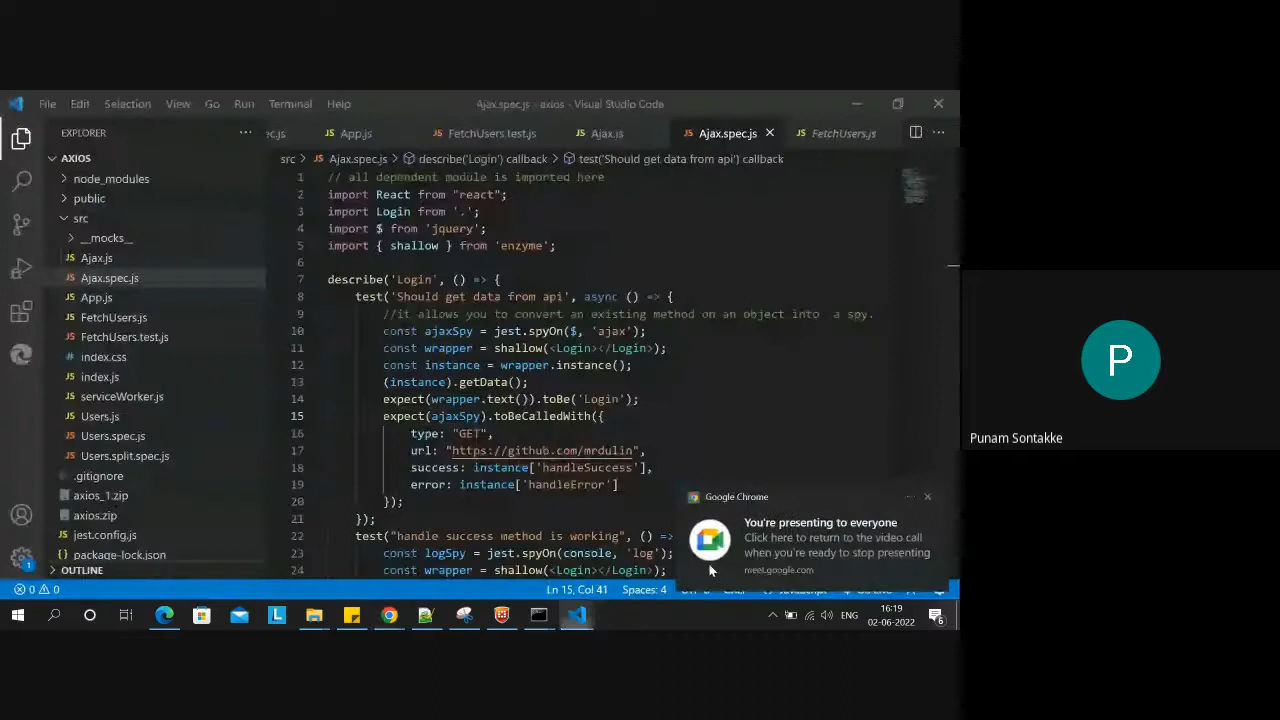 File Edit Selection View Go Run Terminal Help
Ajax.spec.js - axios - Visual Studio Code
EXPLORER
ec.js App.js FetchUsers.test.js Ajax.js Ajax.spec.js FetchUsers.js
AXIOS
src > Ajax.spec.js > describe('Login') callback > test('Should get data from api') callback
node_modules
public
src
__mocks__
Ajax.js
Ajax.spec.js
App.js
FetchUsers.js
FetchUsers.test.js
index.css
index.js
serviceWorker.js
Users.js
Users.spec.js
Users.split.spec.js
.gitignore
axios_1.zip
axios.zip
jest.config.js
package-lock.json
OUTLINE
1 // all dependent module is imported here
2 import React from "react";
3 import Login from '.';
4 import $ from 'jquery';
5 import { shallow } from 'enzyme';
6
7 describe('Login', () => {
8 test('Should get data from api', async () => {
9 //it allows you to convert an existing method on an object into a spy.
10 const ajaxSpy = jest.spyOn($, 'ajax');
11 const wrapper = shallow(<Login></Login>);
12 const instance = wrapper.instance();
13 (instance).getData();
14 expect(wrapper.text()).toBe('Login');
15 expect(ajaxSpy).toBeCalledWith({
16 type: "GET",
17 url: "https://github.com/mrdulin",
18 success: instance['handleSuccess'],
19 error: instance['handleError']
20 });
21 });
22 test("handle success method is working", () =>
23 const logSpy = jest.spyOn(console, 'log');
24 const wrapper = shallow(<Login></Login>);
Google Chrome
You're presenting to everyone
Click here to return to the video call
when you're ready to stop presenting
meet.google.com
0 0
Ln 15, Col 41 Spaces: 4
1
L
ENG
16:19
02-06-2022
6
P
Punam Sontakke